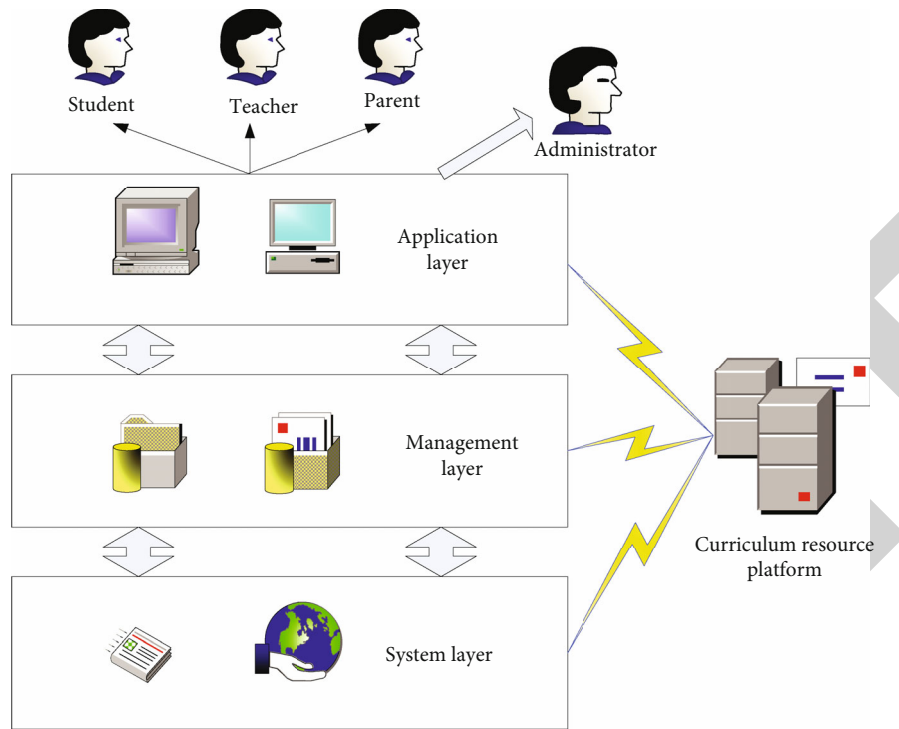 Student
Teacher
Parent
Administrator
Application
layer
Management
layer
Curriculum resource
platform
System layer